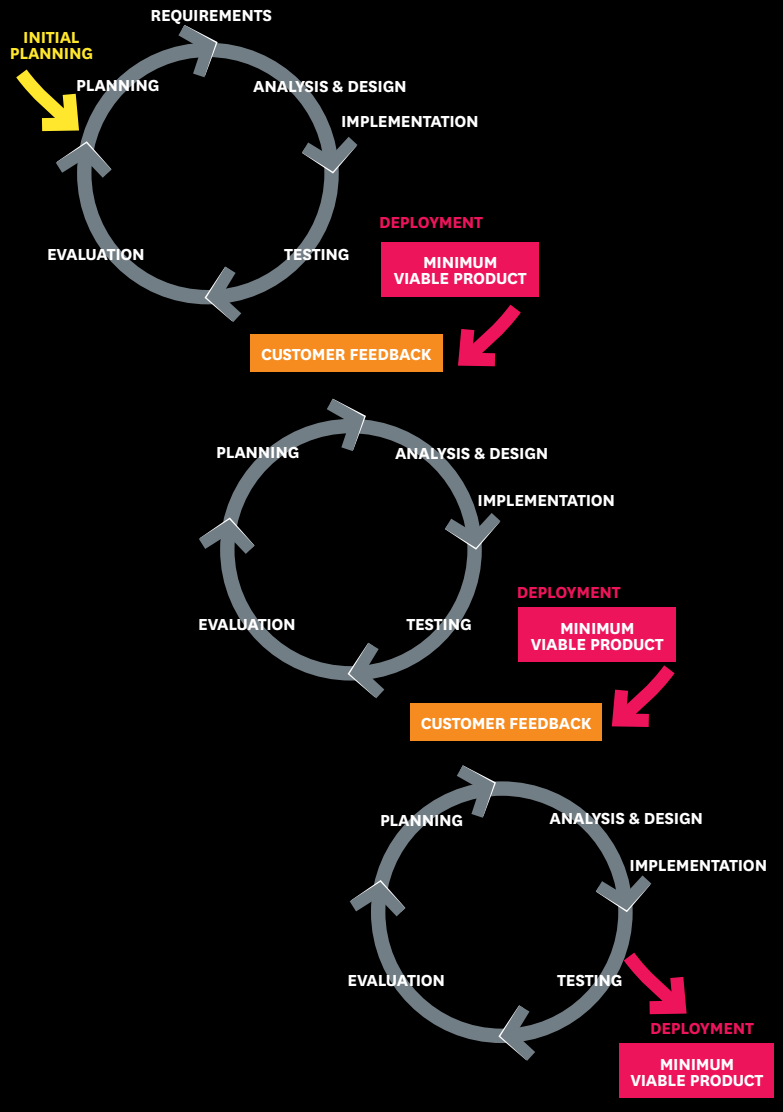 REQUIREMENTS
INITIAL
PLANNING
PLANNING
ANALYSIS & DESIGN
IMPLEMENTATION
EVALUATION
TESTING
DEPLOYMENT
MINIMUM
VIABLE PRODUCT
CUSTOMER FEEDBACK
PLANNING
ANALYSIS & DESIGN
IMPLEMENTATION
EVALUATION
TESTING
DEPLOYMENT
MINIMUM
VIABLE PRODUCT
CUSTOMER FEEDBACK
PLANNING
ANALYSIS & DESIGN
IMPLEMENTATION
EVALUATION
TESTING
DEPLOYMENT
MINIMUM
VIABLE PRODUCT